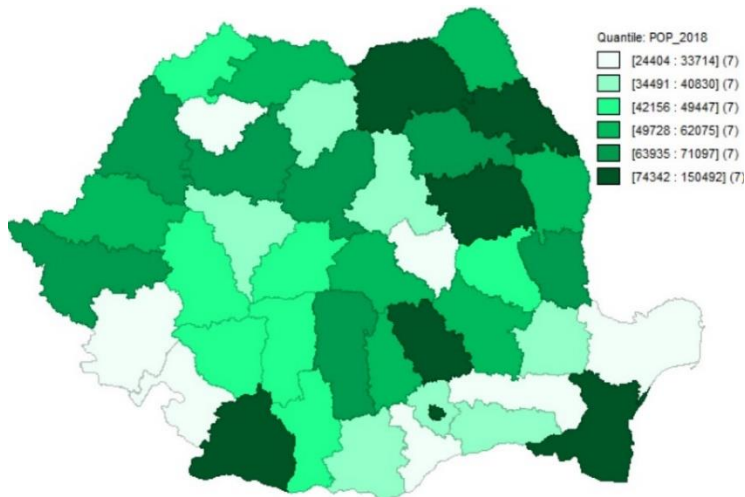 Quantile: POP_2018
[24404 : 33714] (7)
[34491 : 40830] (7)
[42156 : 49447] (7)
[49728 : 62075] (7)
[63935 : 71097] (7)
[74342 : 150492] (7)